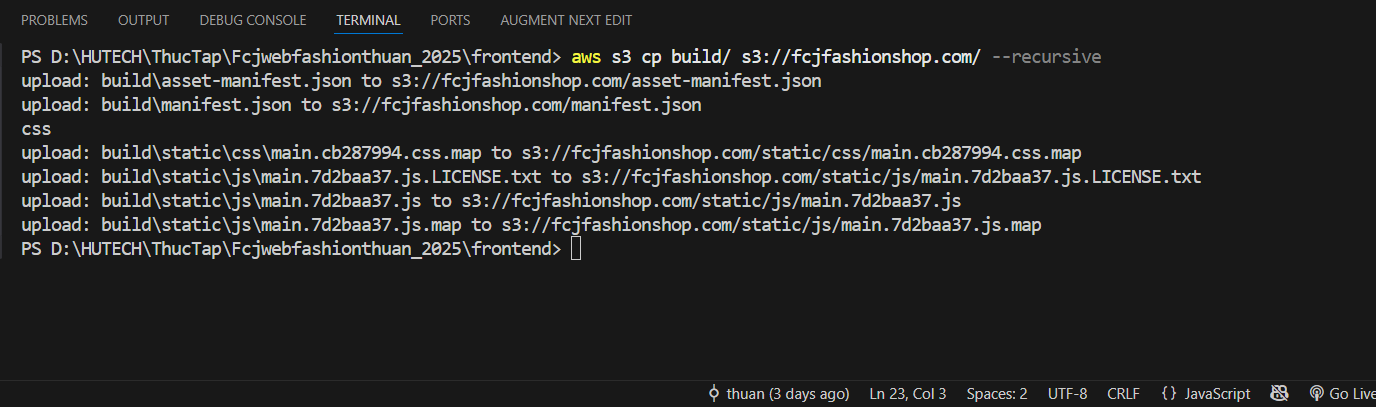 PROBLEMS OUTPUT DEBUG CONSOLE TERMINAL PORTS AUGMENT NEXT EDIT
PS D:\HUTECH\ThucTap\Fcjwebfashionthuan_2025\frontend> aws s3 cp build/ s3://fcjfashionshop.com/ --recursive
upload: build\asset-manifest.json to s3://fcjfashionshop.com/asset-manifest.json
upload: build\manifest.json to s3://fcjfashionshop.com/manifest.json
css
upload: build\static\css\main.cb287994.css.map to s3://fcjfashionshop.com/static/css/main.cb287994.css.map
upload: build\static\js\main.7d2baa37.js.LICENSE.txt to s3://fcjfashionshop.com/static/js/main.7d2baa37.js.LICENSE.txt
upload: build\static\js\main.7d2baa37.js to s3://fcjfashionshop.com/static/js/main.7d2baa37.js
upload: build\static\js\main.7d2baa37.js.map to s3://fcjfashionshop.com/static/js/main.7d2baa37.js.map
PS D:\HUTECH\ThucTap\Fcjwebfashionthuan_2025\frontend>
thuan (3 days ago) Ln 23, Col 3 Spaces: 2 UTF-8 CRLF {} JavaScript Go Live